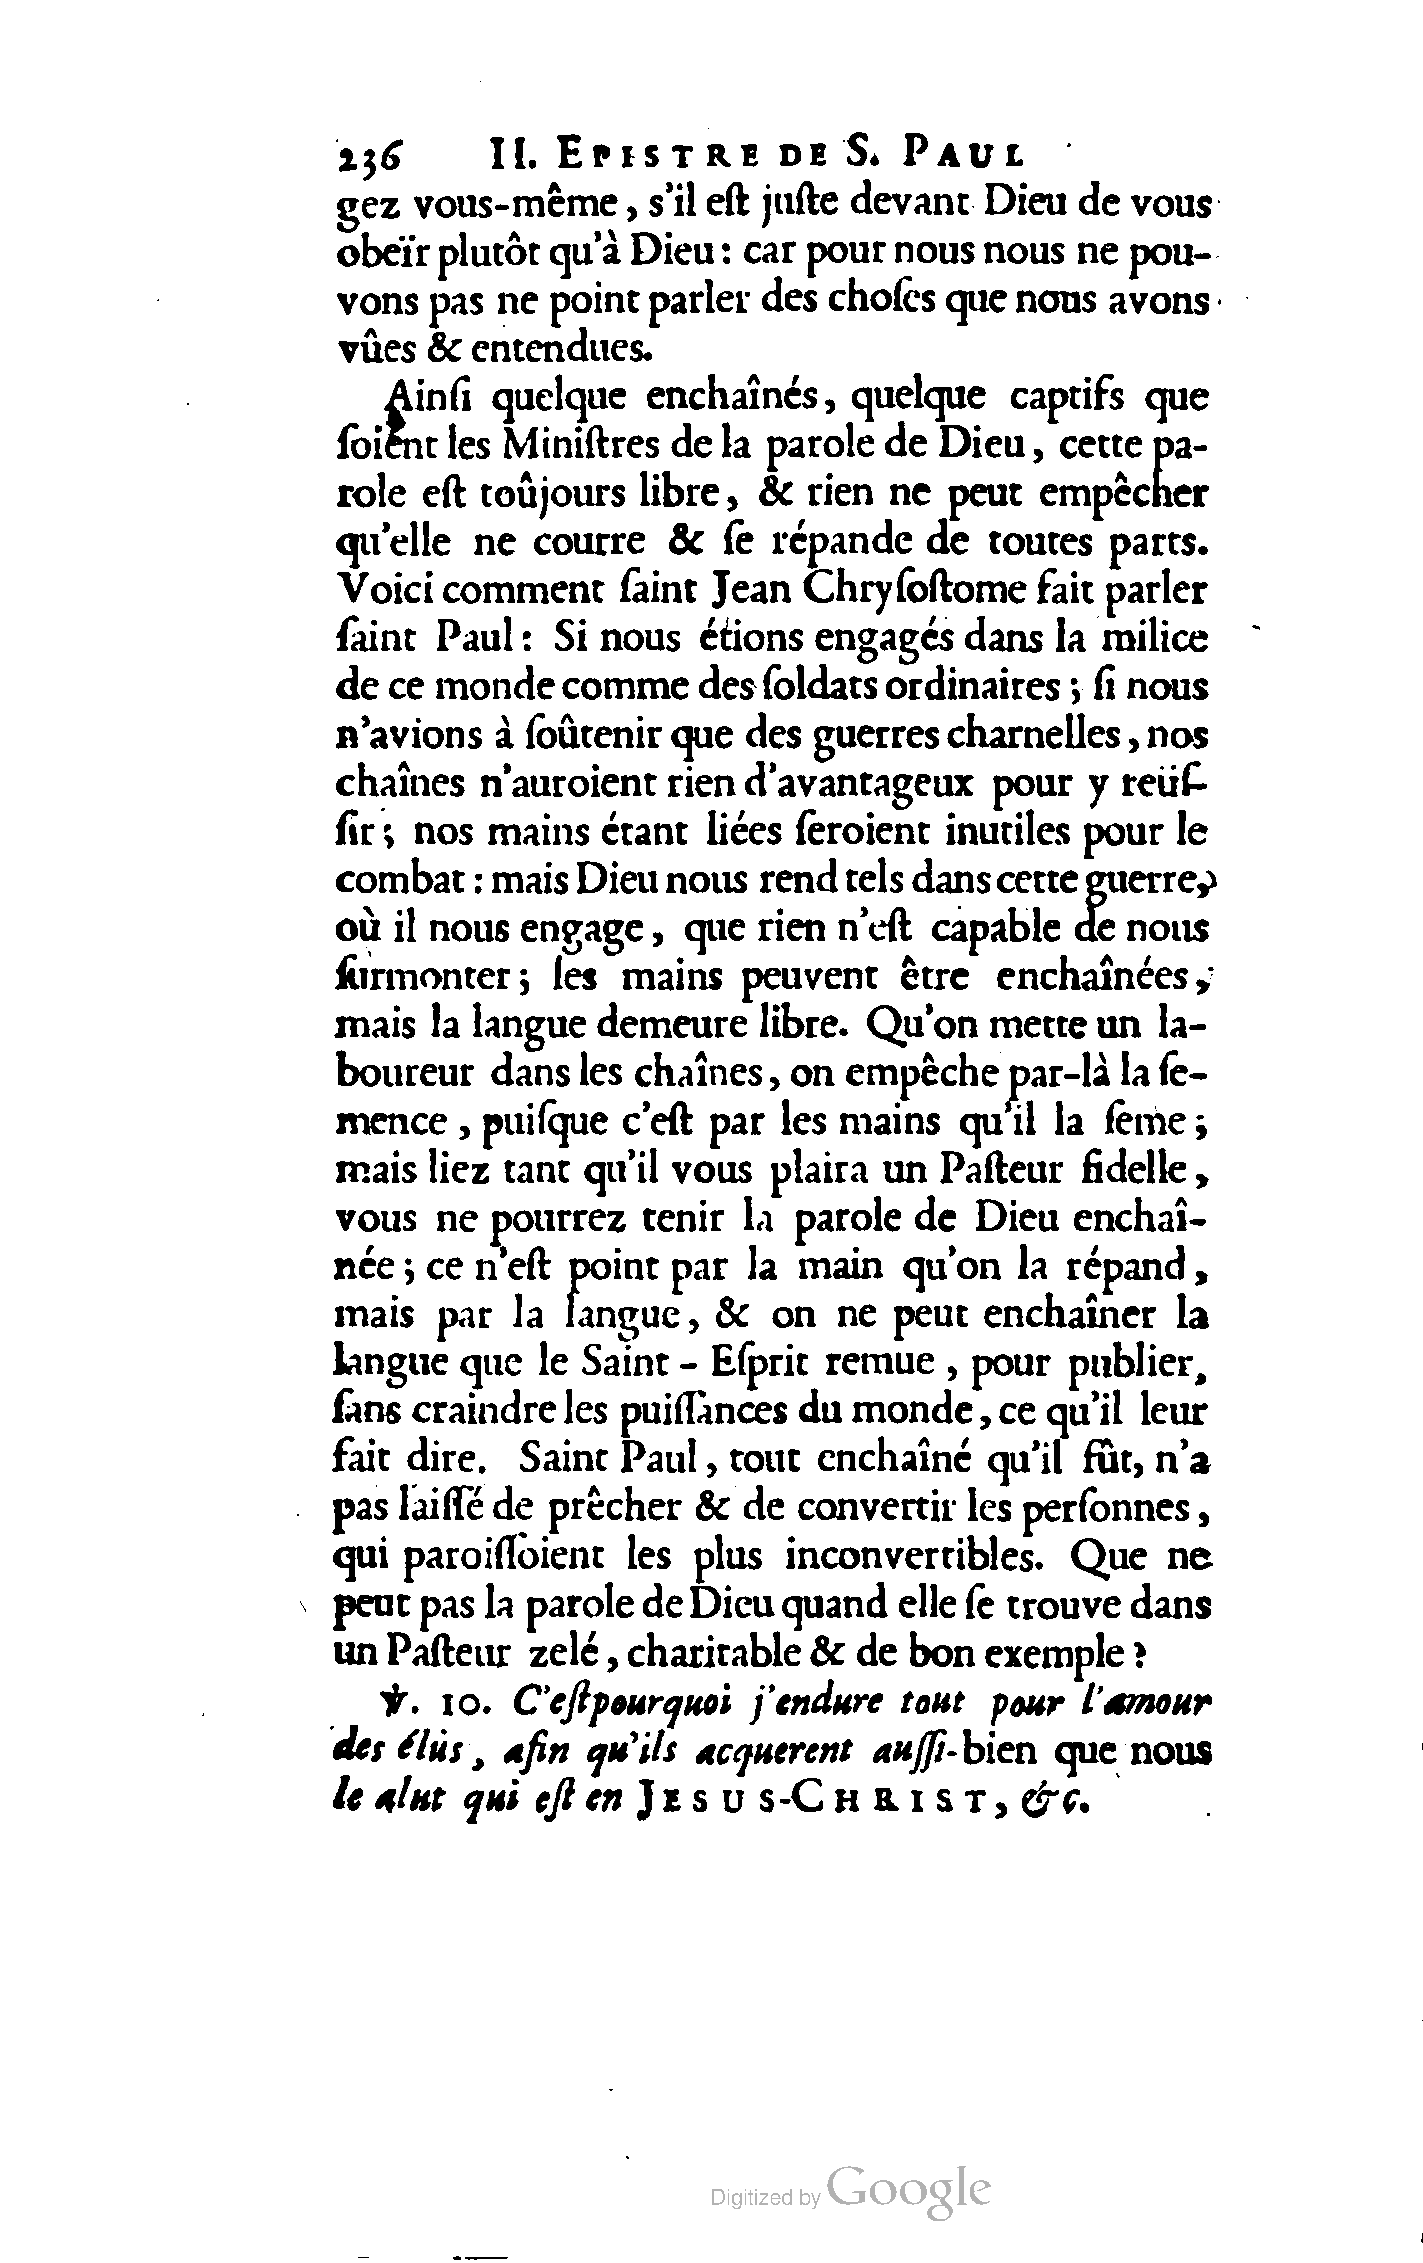 236 II. EPISTRE DE S. PAUL
gez vous-même, s'il eſt juſte devant Dieu de vous
obeïr plutôt qu'à Dieu: car pour nous nous ne pou-
vons pas ne point parler des choſes que nous avons
vûes & entendues.
Ainſi quelque enchaînés, quelque captifs que
ſoient les Miniſtres de la parole de Dieu, cette pa-
role eſt toûjours libre, & rien ne peut empêcher
qu'elle ne courre & ſe répande de toutes parts.
Voici comment ſaint Jean Chryſoſtome fait parler
ſaint Paul: Si nous étions engagés dans la milice
de ce monde comme des ſoldats ordinaires; ſi nous
n'avions à ſoûtenir que des guerres charnelles, nos
chaînes n'auroient rien d'avantageux pour y reüſ-
ſir; nos mains étant liées ſeroient inutiles pour le
combat: mais Dieu nous rend tels dans cette guerre,
où il nous engage, que rien n'eſt capable de nous
ſurmonter; les mains peuvent être enchaînées,
mais la langue demeure libre. Qu'on mette un la-
boureur dans les chaînes, on empêche par-là la ſe-
mence, puiſque c'eſt par les mains qu'il la ſeme;
mais liez tant qu'il vous plaira un Paſteur fidelle,
vous ne pourrez tenir la parole de Dieu enchaî-
née; ce n'eſt point par la main qu'on la répand,
mais par la langue, & on ne peut enchaîner la
langue que le Saint-Eſprit remue, pour publier,
ſans craindre les puiſſances du monde, ce qu'il leur
fait dire. Saint Paul, tout enchaîné qu'il fût, n'a
pas laiſſé de prêcher & de convertir les perſonnes,
qui paroiſſoient les plus inconvertibles. Que ne
peut pas la parole de Dieu quand elle ſe trouve dans
un Paſteur zelé, charitable & de bon exemple?
℣. 10. C'eſtpourquoi j'endure tout pour l'amour
des élûs, afin qu'ils acquerent auſſi-bien que nous
le alut qui eſt en JESUS-CHRIST, &c.
Digitized by Google